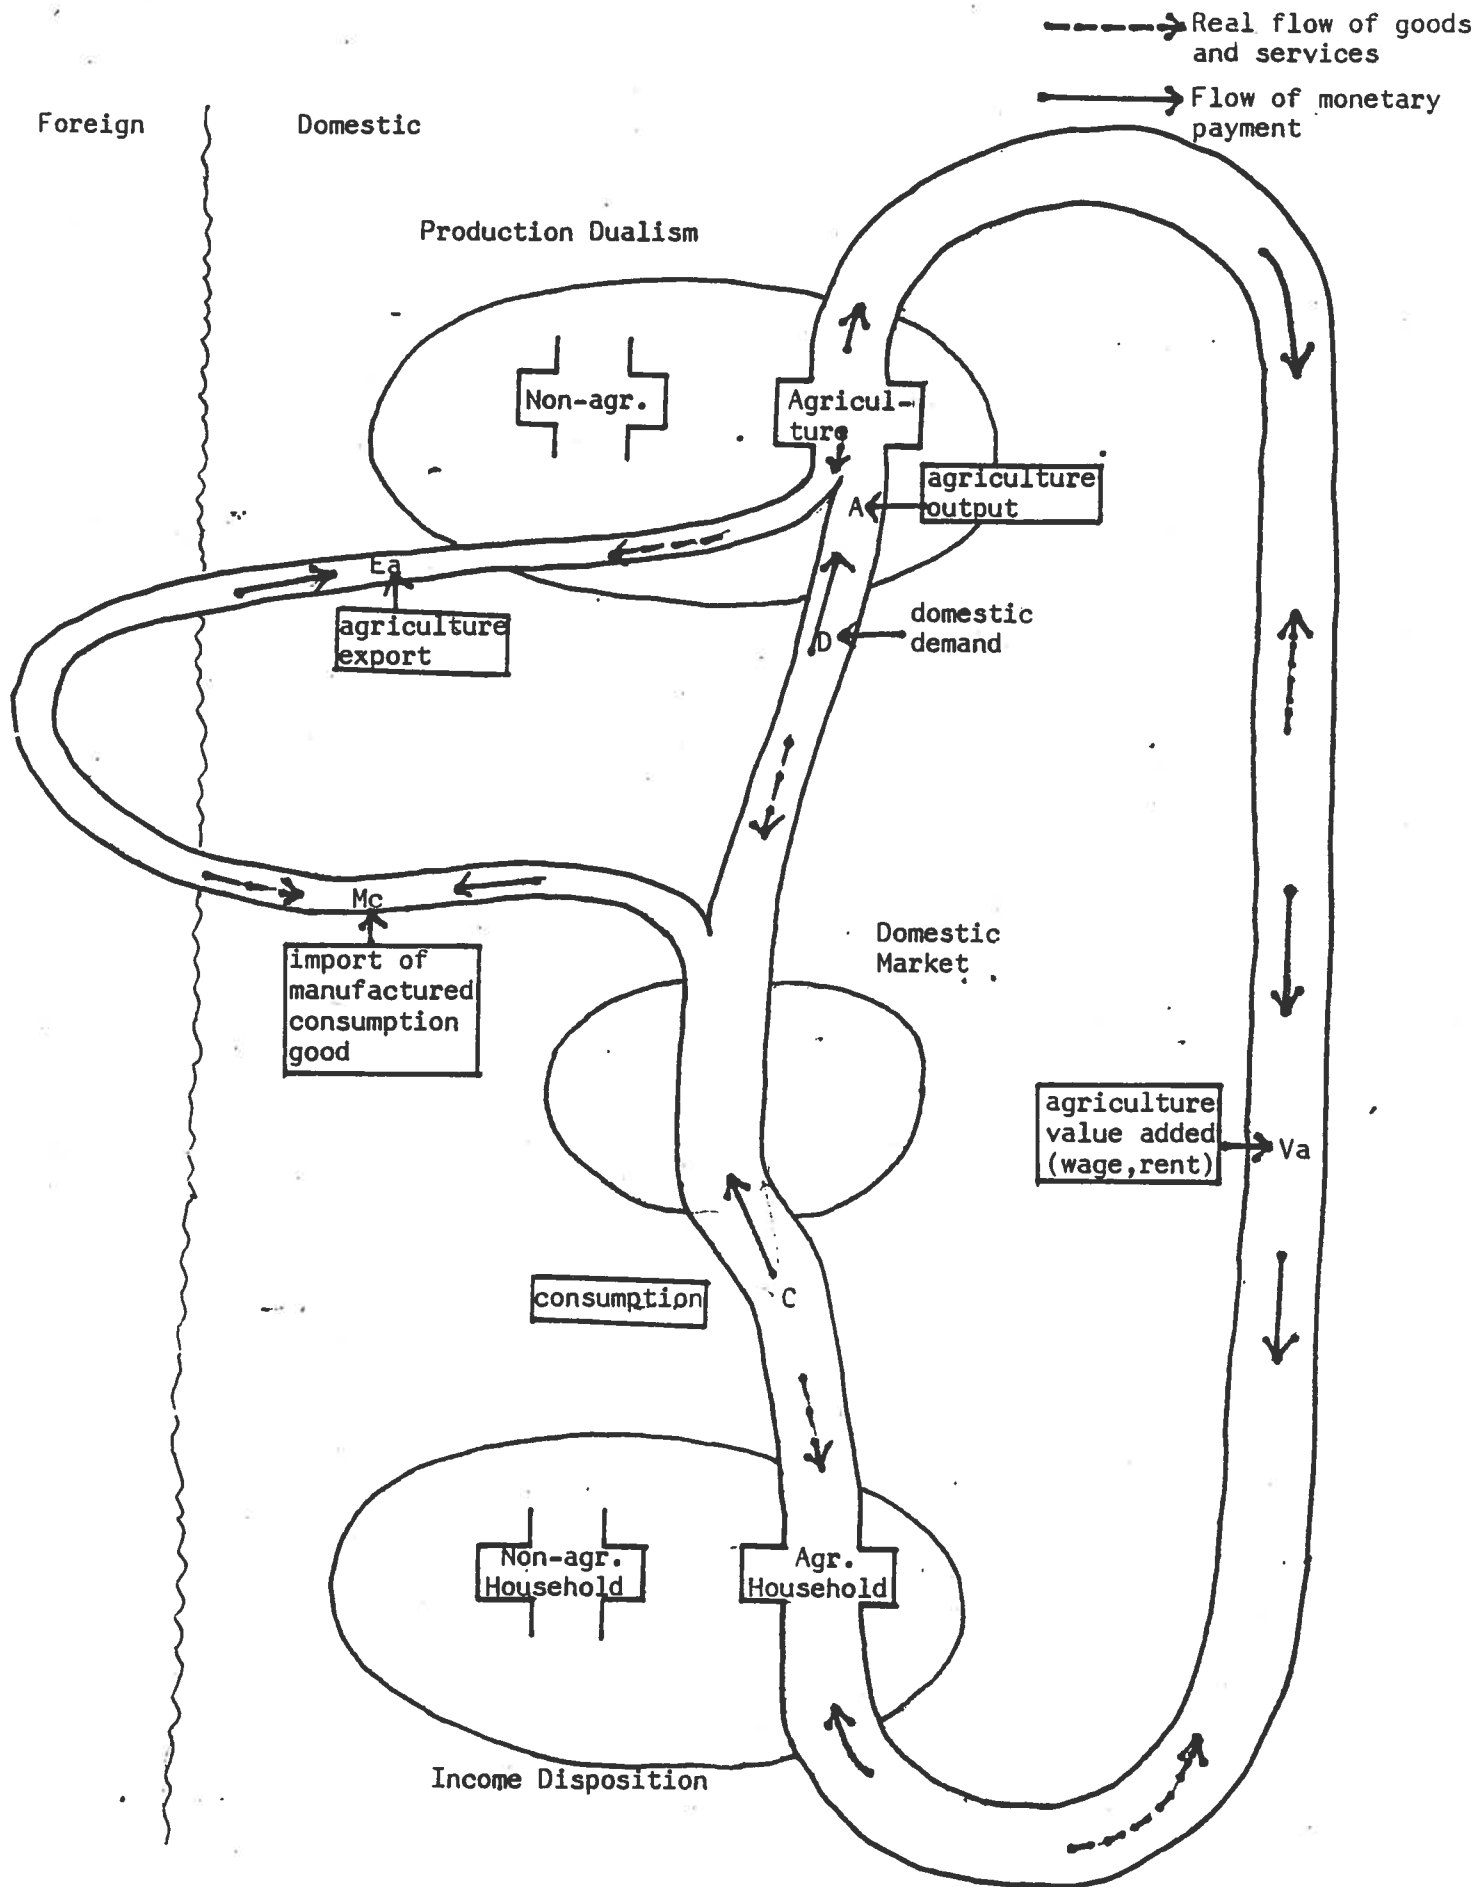 Real flow of goods
and services
Flow of monetary
payment
Foreign
Domestic
Production Dualism
Non-agr.
Agricul-
ture
agriculture
output
A
Ea
agriculture
export
domestic
demand
D
Mc
import of
manufactured
consumption
good
Domestic
Market
agriculture
value added
(wage,rent)
Va
consumption
C
Non-agr.
Household
Agr.
Household
Income Disposition